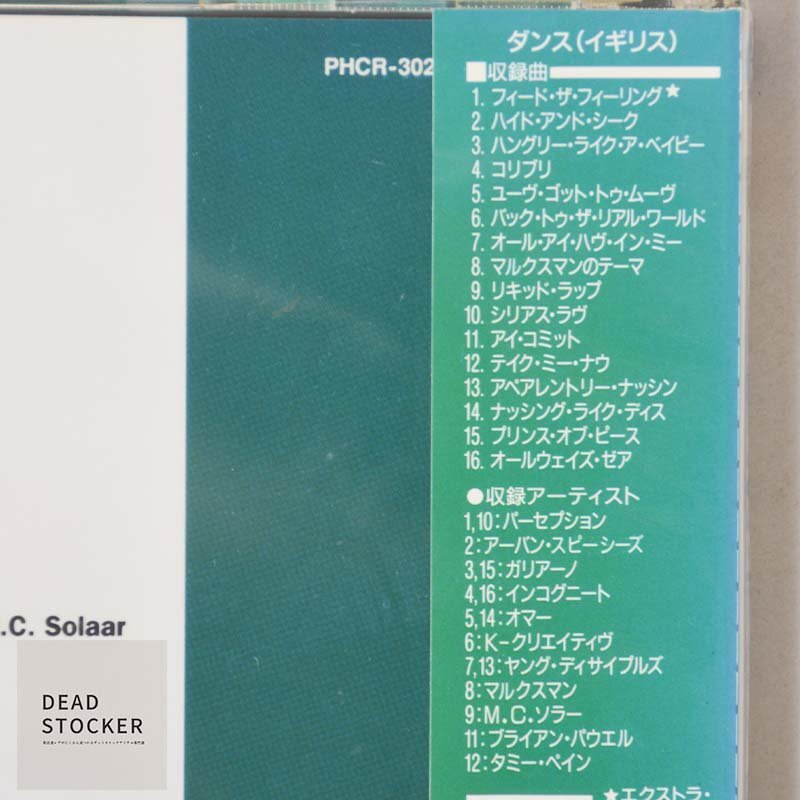 PHCR-302
ダンス(イギリス)
■収録曲
1. フィード・ザ・フィーリング★
2. ハイド・アンド・シーク
3. ハングリー・ライク・ア・ベイビー
4. コリブリ
5. ユーヴ・ゴット・トゥ・ムーヴ
6. バック・トゥ・ザ・リアル・ワールド
7. オール・アイ・ハヴ・イン・ミー
8. マルクスマンのテーマ
9. リキッド・ラップ
10. シリアス・ラヴ
11. アイ・コミット
12. テイク・ミー・ナウ
13. アペアレントリー・ナッシン
14. ナッシング・ライク・ディス
15. プリンス・オブ・ピース
16. オールウェイズ・ゼア
●収録アーティスト
1,10:パーセプション
2:アーバン・スピーシーズ
3,15:ガリアーノ
4,16:インコグニート
5,14:オマー
6:K-クリエイティヴ
7,13:ヤング・ディサイプルズ
8:マルクスマン
9:M.C.ソラー
11:ブライアン・パウエル
12:タミー・ペイン
★エクストラ・
.C. Solaar
DEAD
STOCKER